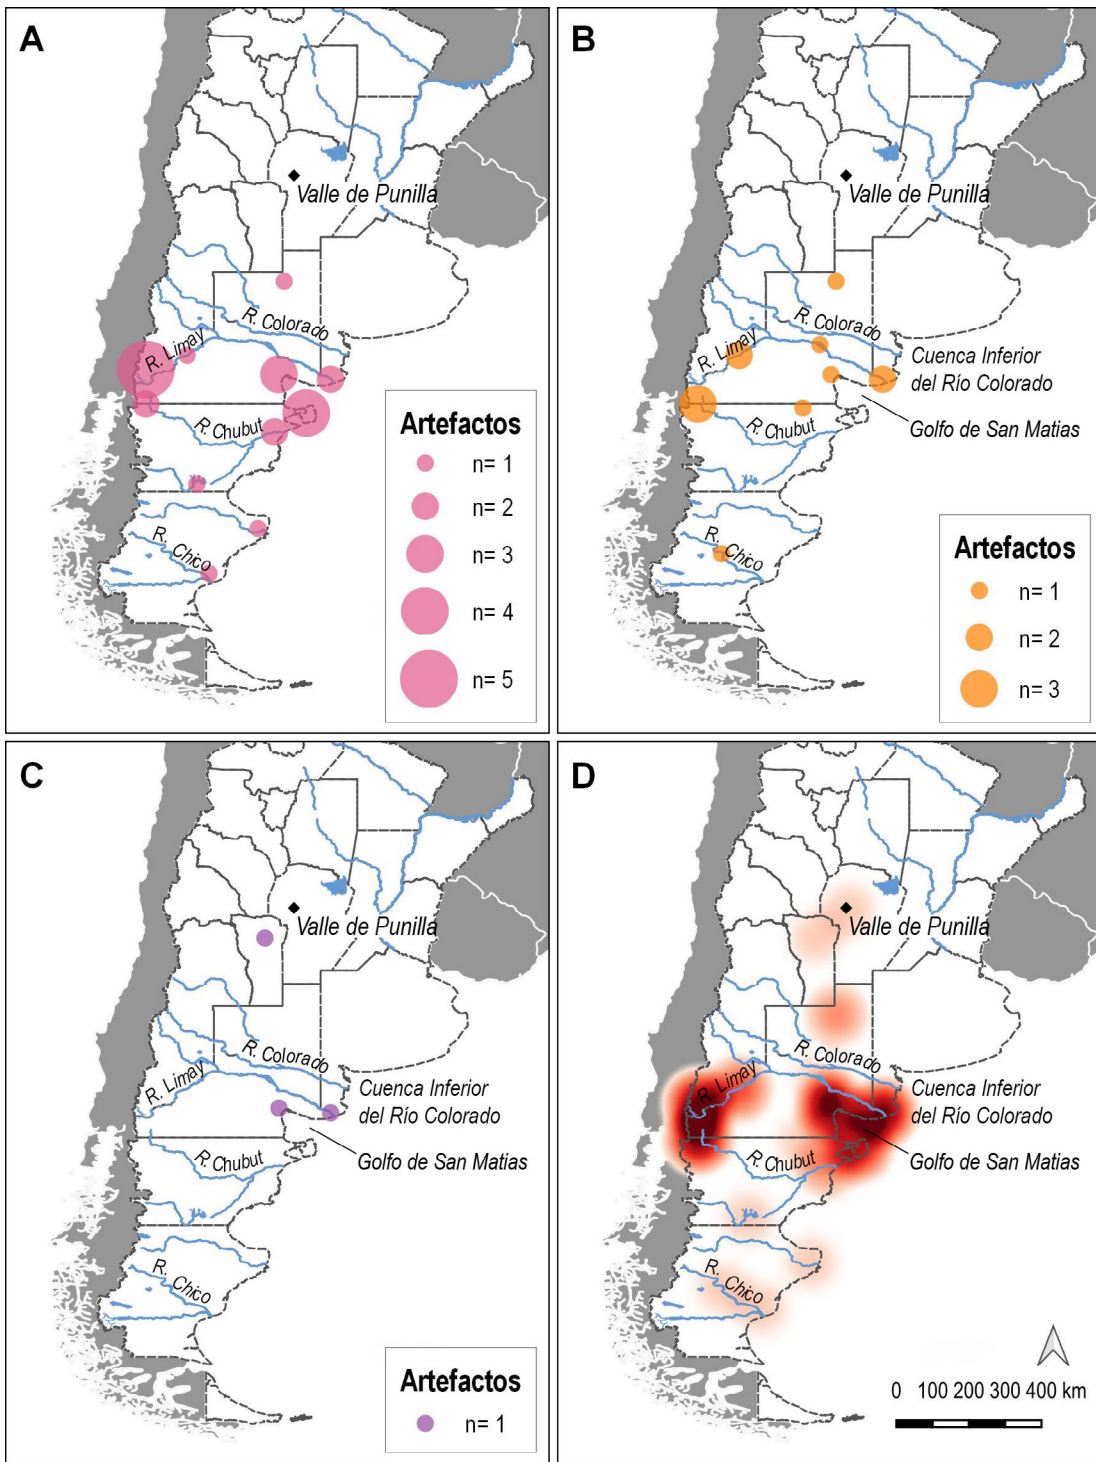 A
Valle de Punilla
R. Colorado
R. Limay
R. Chubut
R. Chico
Artefactos
n= 1
n= 2
n= 3
n= 4
n= 5
B
Valle de Punilla
R. Colorado
R. Limay
Cuenca Inferior
del Río Colorado
R. Chubut
Golfo de San Matias
R. Chico
Artefactos
n= 1
n= 2
n= 3
C
Valle de Punilla
R. Colorado
R. Limay
Cuenca Inferior
del Río Colorado
R. Chubut
Golfo de San Matias
R. Chico
Artefactos
n= 1
D
Valle de Punilla
R. Colorado
R. Limay
Cuenca Inferior
del Río Colorado
R. Chubut
Golfo de San Matias
R. Chico
0 100 200 300 400 km